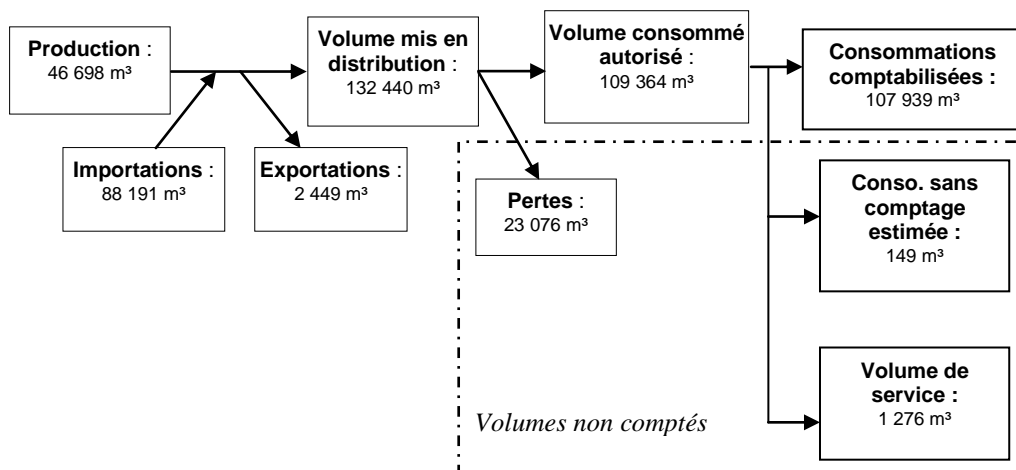 Production :
46 698 m³
Volume mis en
distribution :
132 440 m³
Volume consommé
autorisé :
109 364 m³
Consommations
comptabilisées :
107 939 m³
Importations :
88 191 m³
Exportations :
2 449 m³
Pertes :
23 076 m³
Conso. sans
comptage
estimée :
149 m³
Volume de
service :
1 276 m³
Volumes non comptés